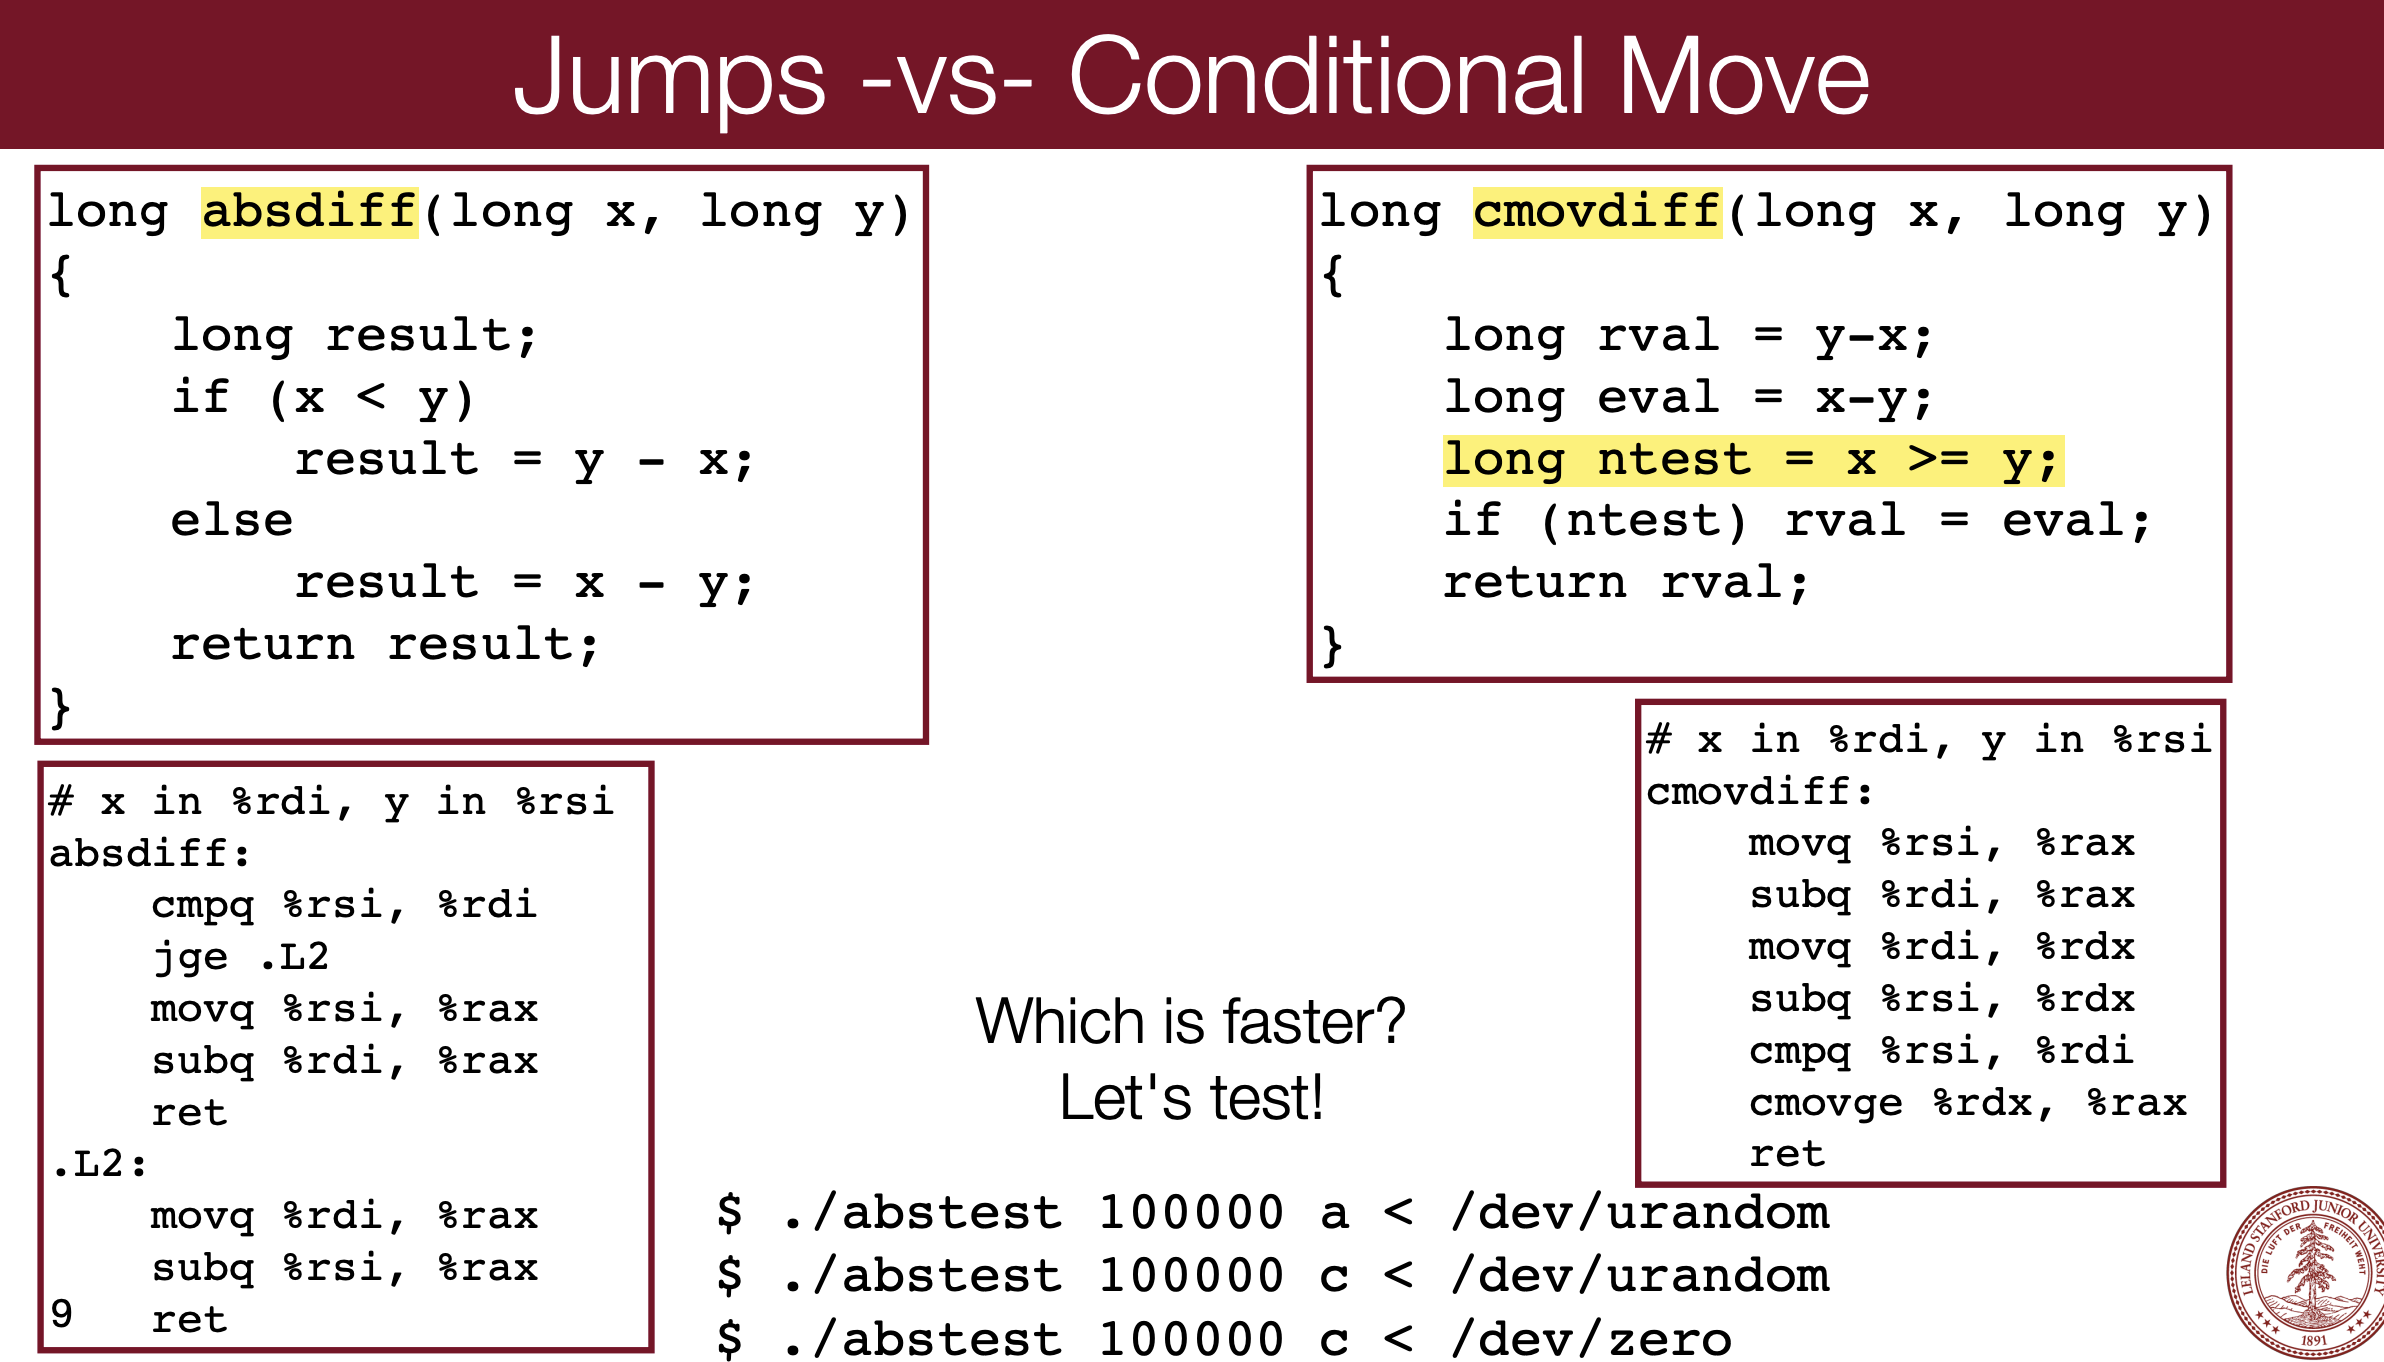 Jumps -vs- Conditional Move
long absdiff(long x, long y)
{
    long result;
    if (x < y)
        result = y - x;
    else
        result = x - y;
    return result;
}
# x in %rdi, y in %rsi
absdiff:
    cmpq %rsi, %rdi
    jge .L2
    movq %rsi, %rax
    subq %rdi, %rax
    ret
.L2:
    movq %rdi, %rax
    subq %rsi, %rax
    ret
9
long cmovdiff(long x, long y)
{
    long rval = y-x;
    long eval = x-y;
    long ntest = x >= y;
    if (ntest) rval = eval;
    return rval;
}
# x in %rdi, y in %rsi
cmovdiff:
    movq %rsi, %rax
    subq %rdi, %rax
    movq %rdi, %rdx
    subq %rsi, %rdx
    cmpq %rsi, %rdi
    cmovge %rdx, %rax
    ret
Which is faster?
Let's test!
$ ./abstest 100000 a < /dev/urandom
$ ./abstest 100000 c < /dev/urandom
$ ./abstest 100000 c < /dev/zero
LELAND STANFORD JUNIOR UNIVERSITY
DIE LUFT DER FREIHEIT WEHT
1891